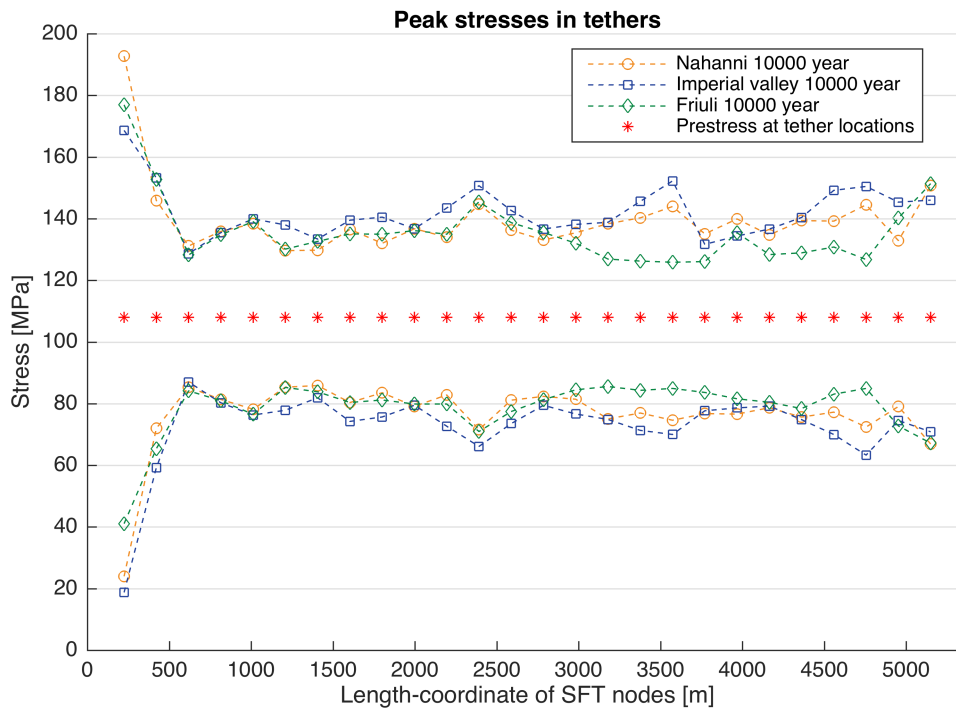 Peak stresses in tethers
200
180
160
140
120
100
80
60
40
20
0
Stress [MPa]
Nahanni 10000 year
Imperial valley 10000 year
Friuli 10000 year
Prestress at tether locations
0 500 1000 1500 2000 2500 3000 3500 4000 4500 5000
Length-coordinate of SFT nodes [m]